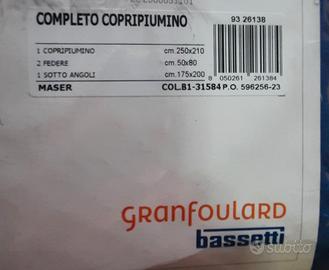 COMPLETO COPRIPIUMINO 93 26138
1 COPRIPIUMINO cm.250x210
2 FEDERE cm.50x80
1 SOTTO ANGOLI cm.175x200
8 050261 261384
MASER COL.B1-31584 P.O. 596256-23
GRANFOULARD
bassetti
subito